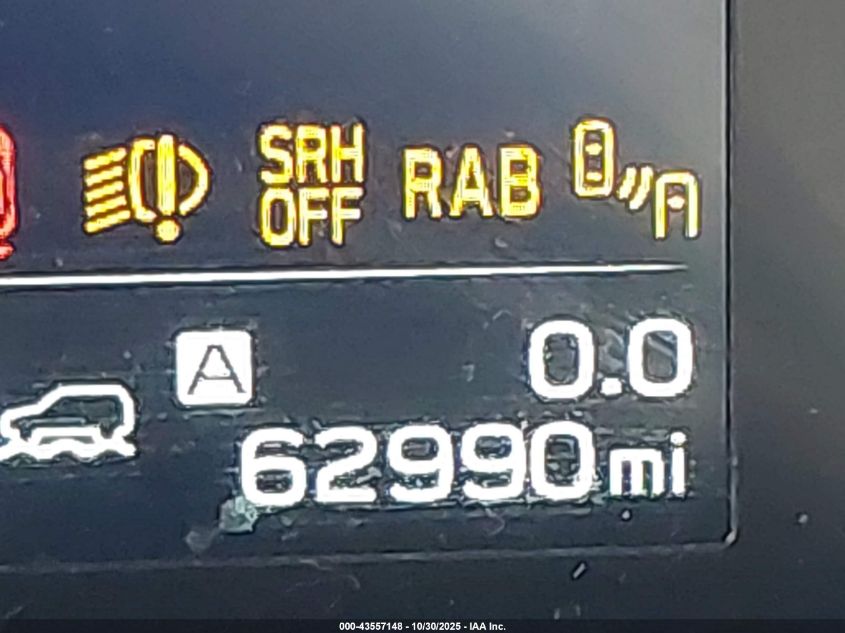 SRH
OFF
RAB
A
0.0
62990 mi
000-43557148 - 10/30/2025 - IAA Inc.